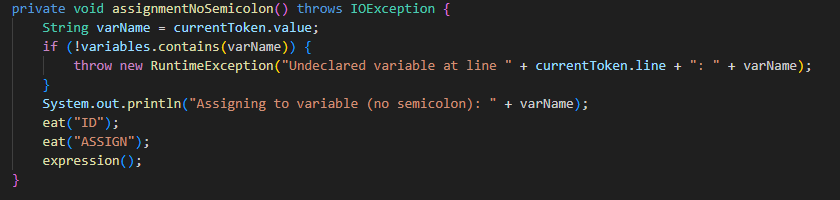 private void assignmentNoSemicolon() throws IOException {
    String varName = currentToken.value;
    if (!variables.contains(varName)) {
        throw new RuntimeException("Undeclared variable at line " + currentToken.line + ": " + varName);
    }
    System.out.println("Assigning to variable (no semicolon): " + varName);
    eat("ID");
    eat("ASSIGN");
    expression();
}